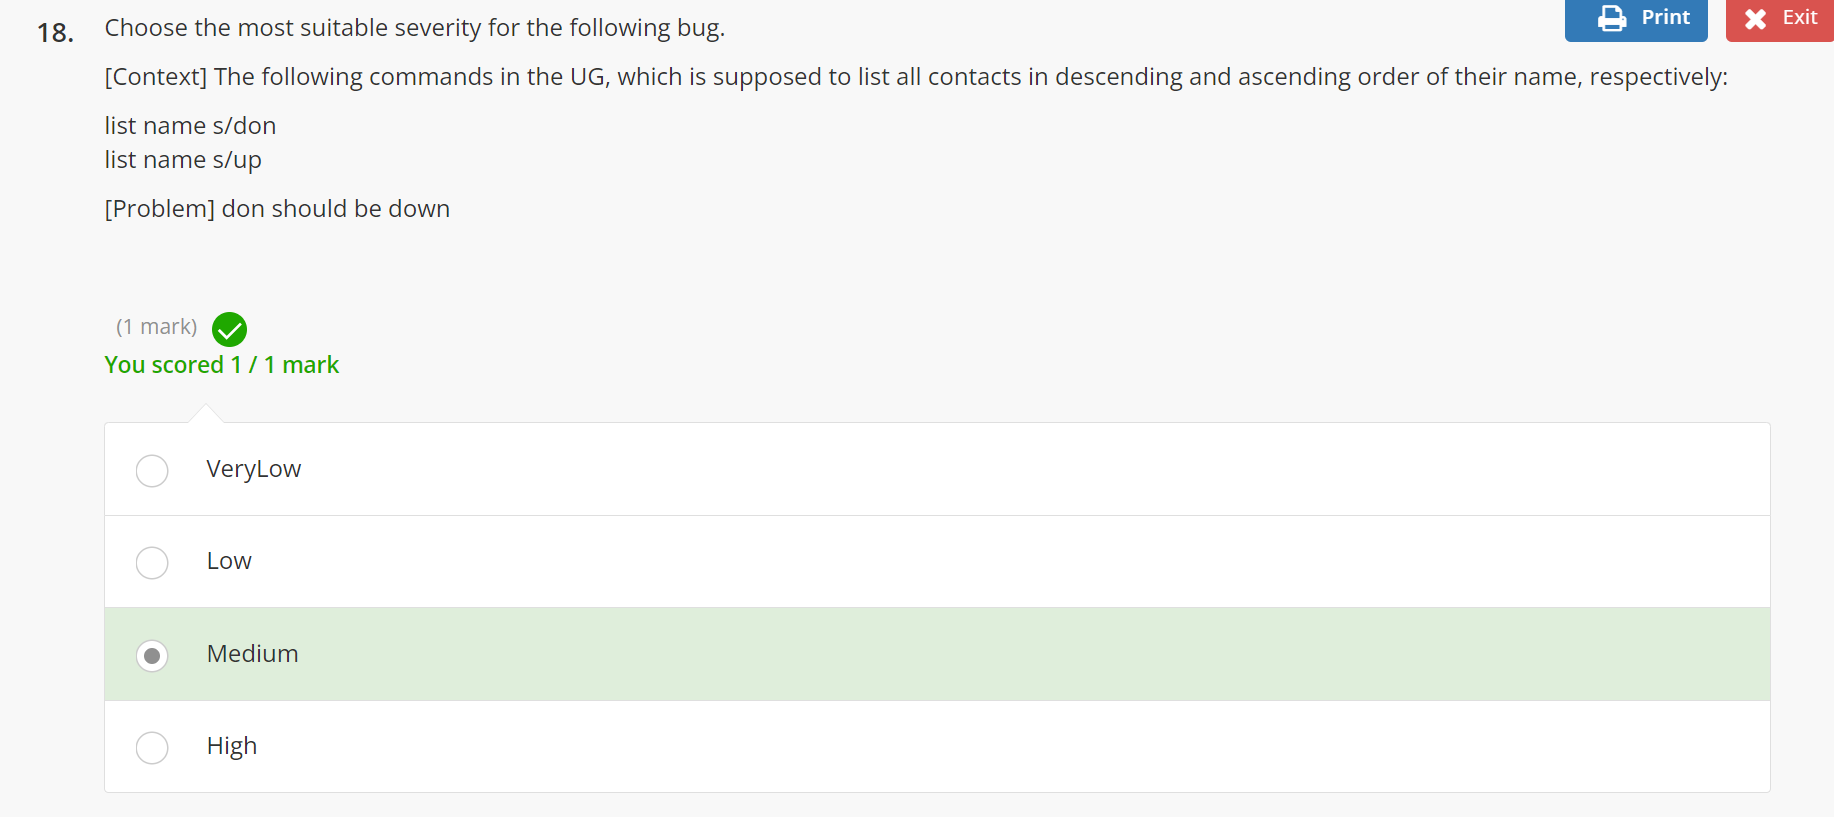 Print
Exit
18.
Choose the most suitable severity for the following bug.
[Context] The following commands in the UG, which is supposed to list all contacts in descending and ascending order of their name, respectively:
list name s/don
list name s/up
[Problem] don should be down
(1 mark)
You scored 1 / 1 mark
VeryLow
Low
Medium
High